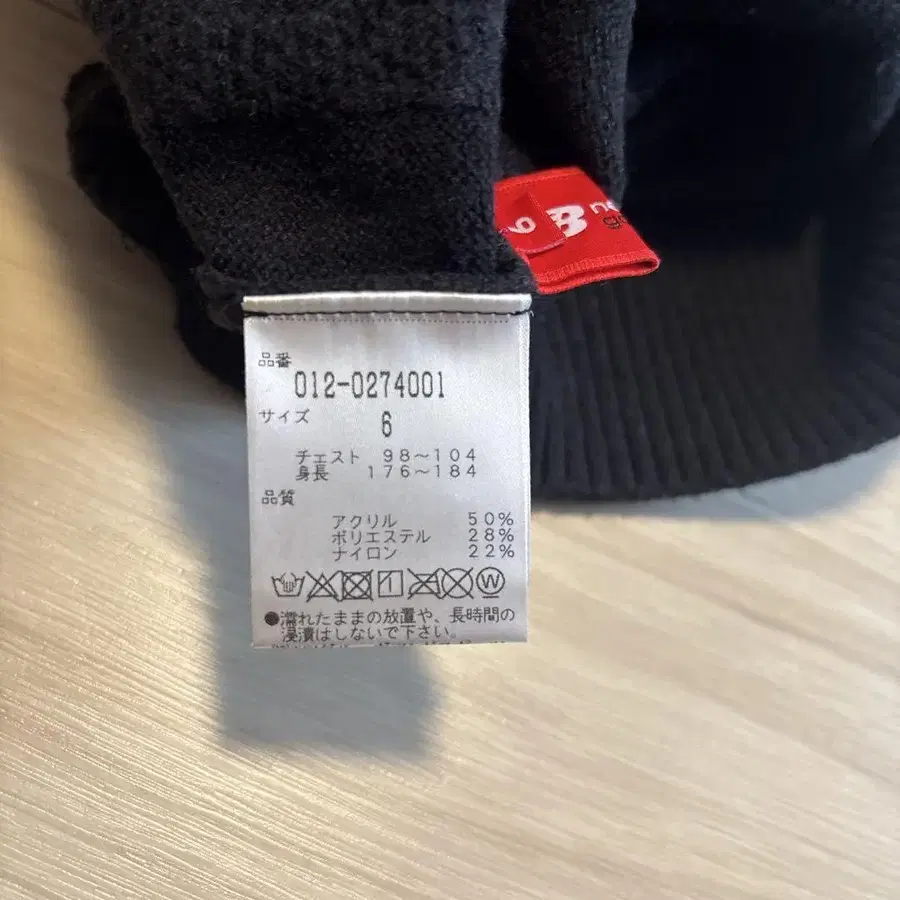 品番
012-0274001
サイズ
6
チェスト 98～104
身長 176～184
品質
アクリル 50%
ポリエステル 28%
ナイロン 22%
●濡れたままの放置や、長時間の
浸漬はしないで下さい。
6